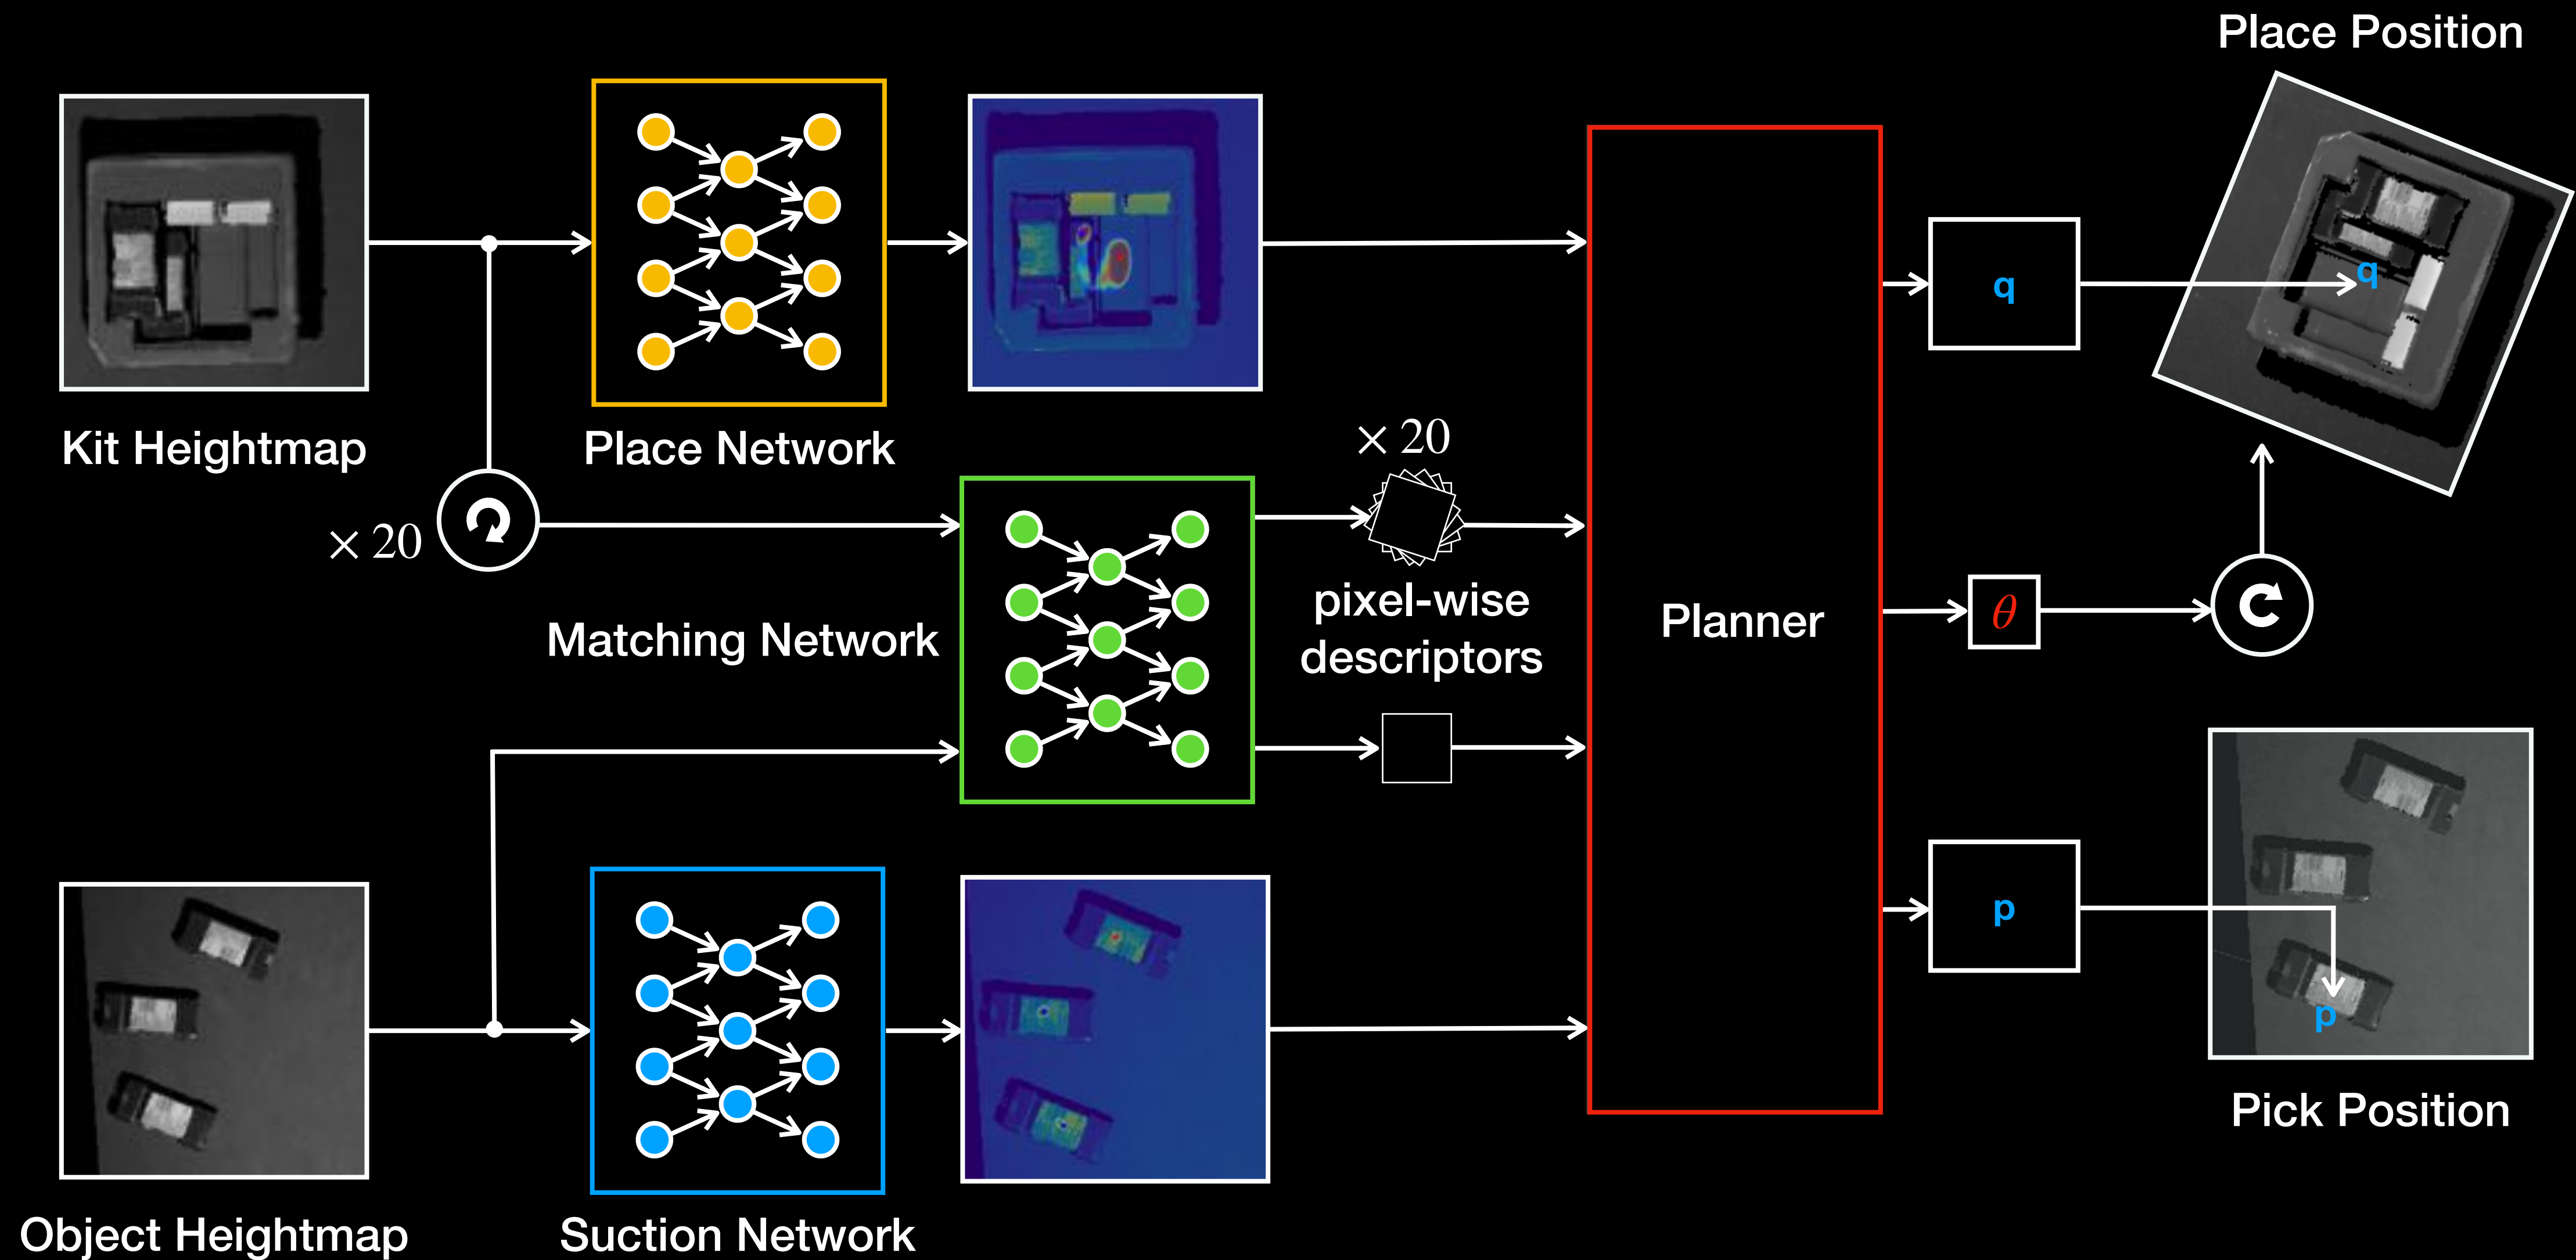 Place Position
q
q
Kit Heightmap
Place Network
× 20
× 20
Matching Network
pixel-wise
descriptors
Planner
θ
p
p
Pick Position
Object Heightmap
Suction Network